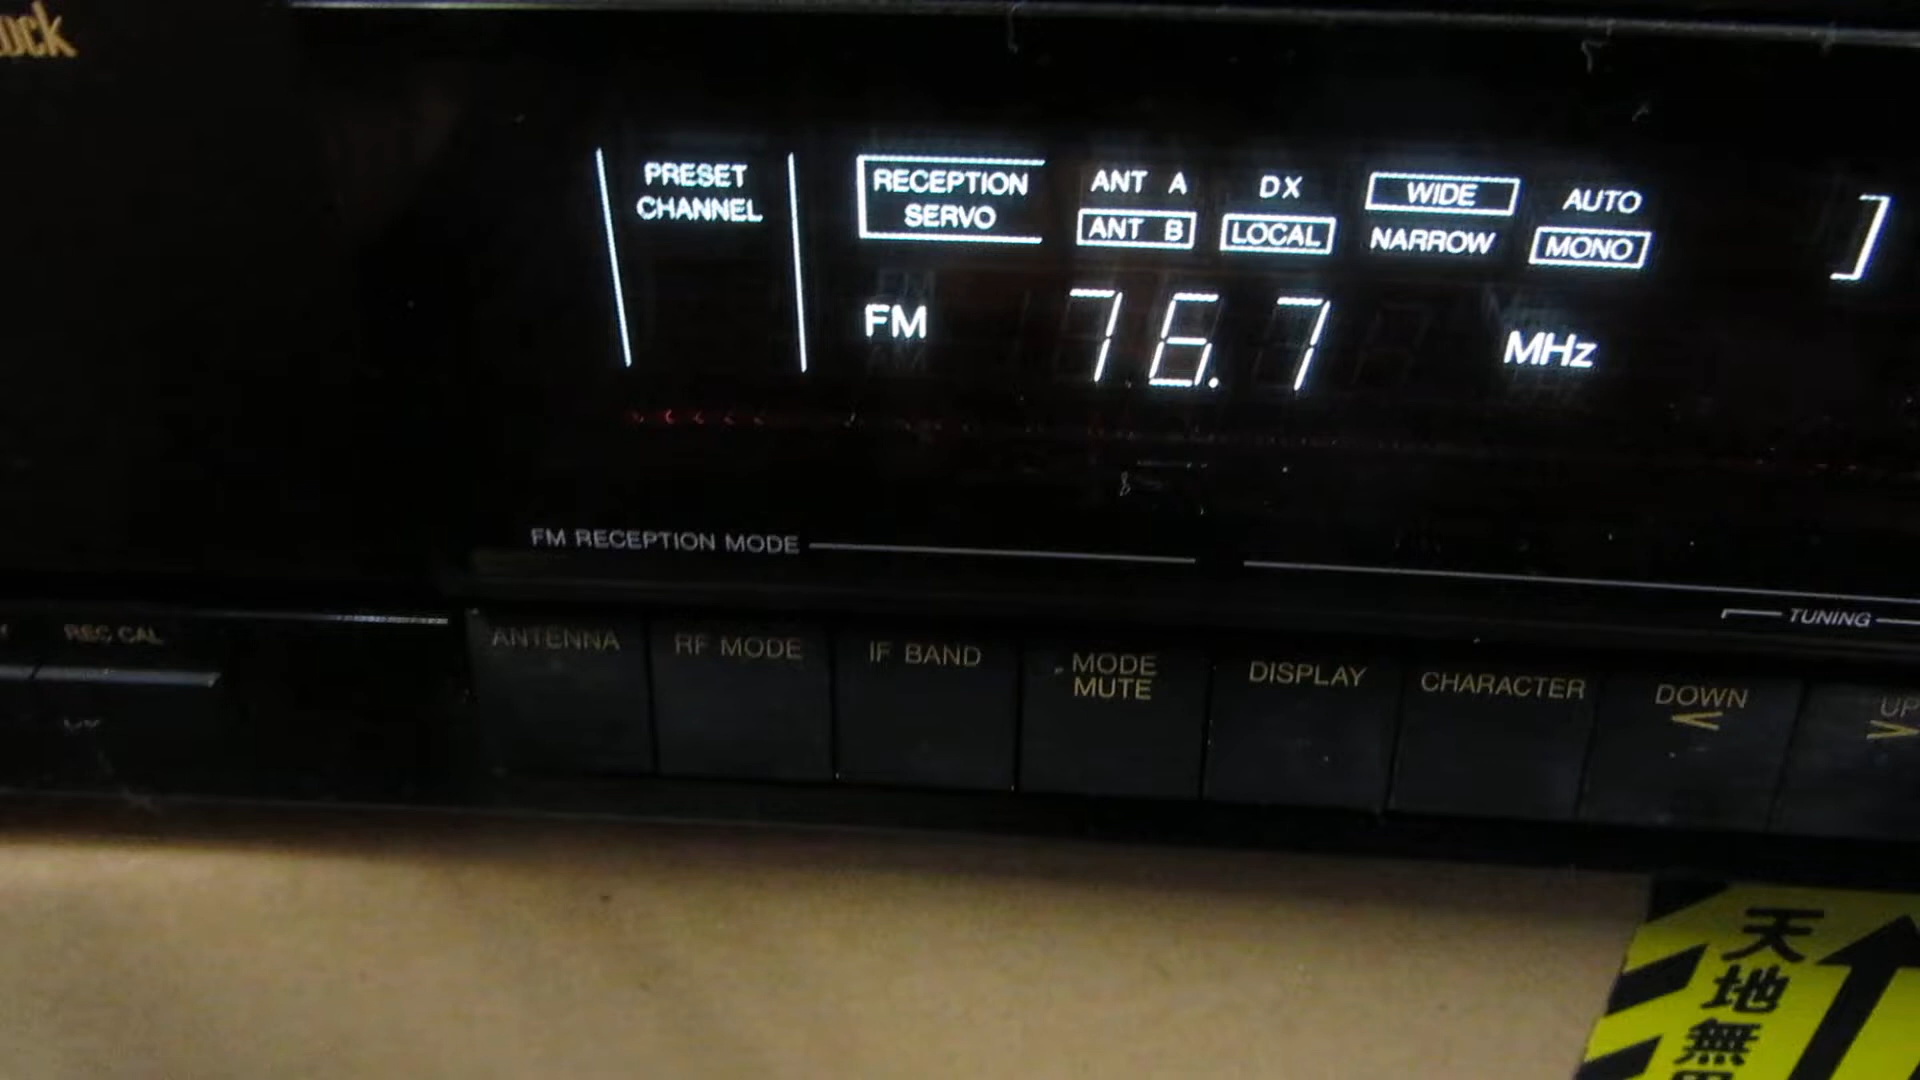 ock
PRESET
CHANNEL
RECEPTION
SERVO
ANT A
ANT B
DX
LOCAL
WIDE
NARROW
AUTO
MONO
FM
76.7
MHz
FM RECEPTION MODE
TUNING
REC CAL
ANTENNA
RF MODE
IF BAND
MODE
MUTE
DISPLAY
CHARACTER
DOWN
UP
天
地
無